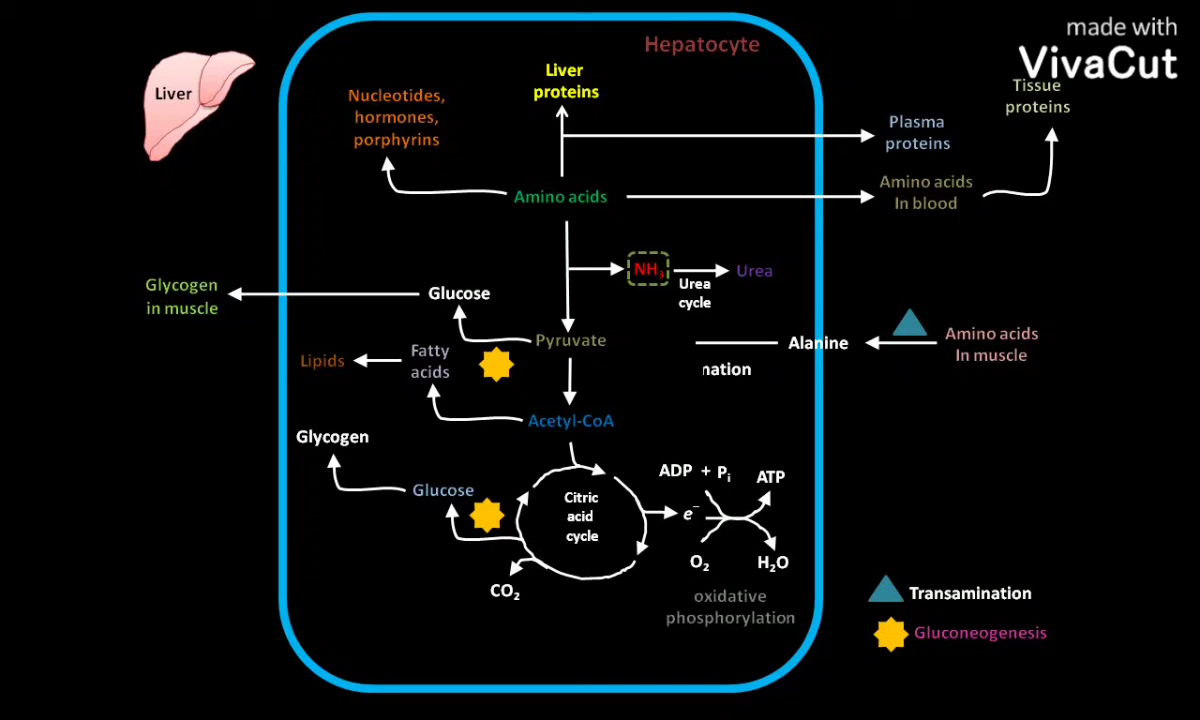 made with
VivaCut
Hepatocyte
Liver
Liver
proteins
Nucleotides,
hormones,
porphyrins
Tissue
proteins
Plasma
proteins
Amino acids
Amino acids
In blood
NH3
Urea
Urea
cycle
Glycogen
in muscle
Glucose
Pyruvate
Alanine
Amino acids
In muscle
Lipids
Fatty
acids
nation
Acetyl-CoA
Glycogen
Glucose
Citric
acid
cycle
ADP + Pi
ATP
e⁻
O2
H2O
CO2
oxidative
phosphorylation
Transamination
Gluconeogenesis